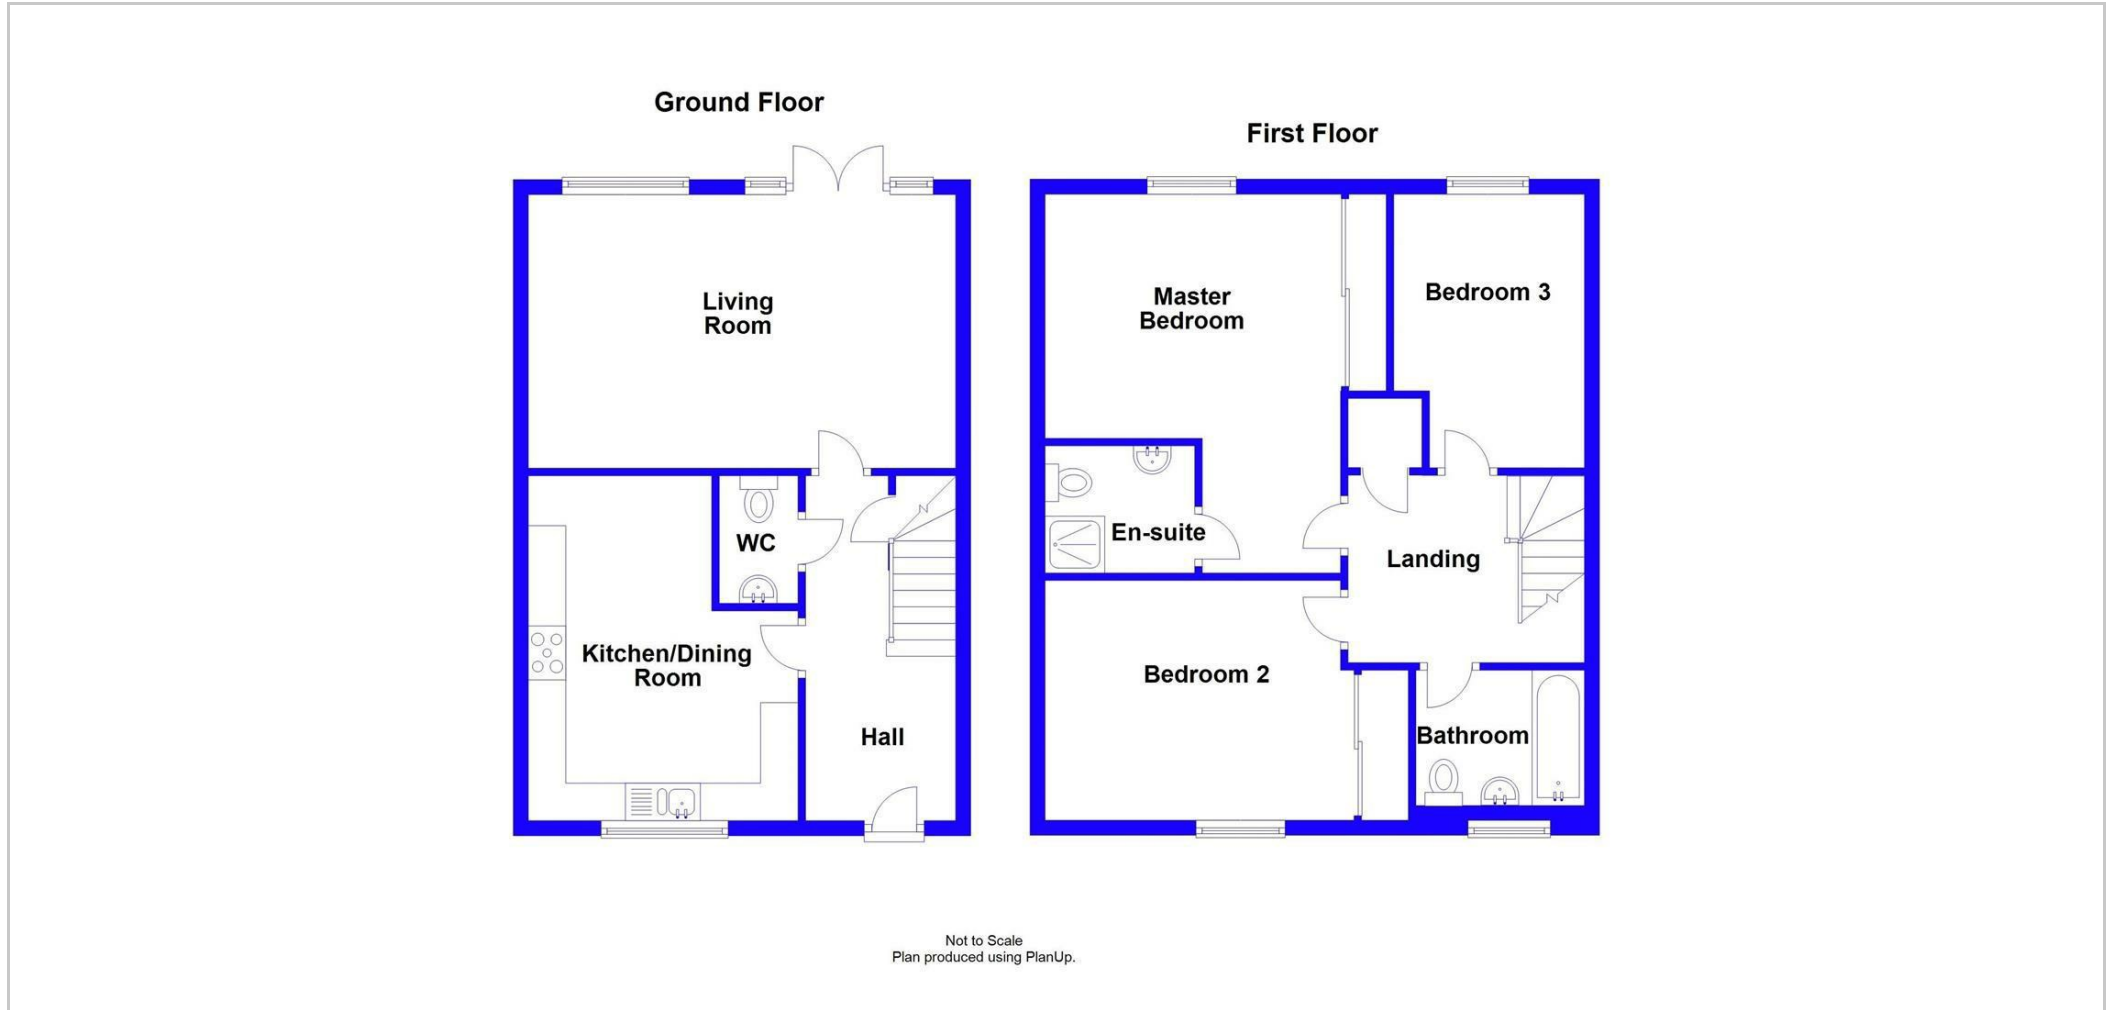 Ground Floor
First Floor
Living
Room
Master
Bedroom
Bedroom 3
WC
En-suite
Landing
Kitchen/Dining
Room
Bedroom 2
Hall
Bathroom
Not to Scale
Plan produced using PlanUp.